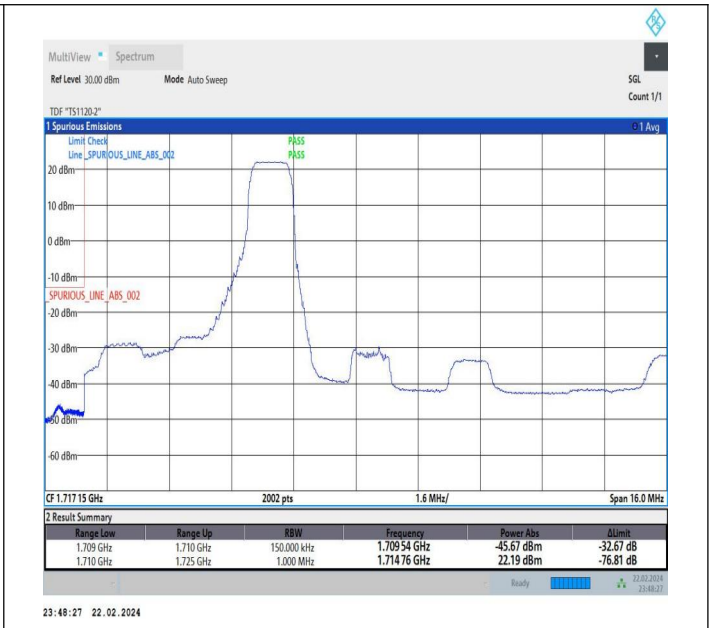 MultiView Spectrum
Ref Level 30.00 dBm Mode Auto Sweep SGL
Count 1/1
TDF "TS1120-2"
1 Spurious Emissions 1 Avg
Limit Check PASS
Line _SPURIOUS_LINE_ABS_002 PASS
20 dBm
10 dBm
0 dBm
-10 dBm
_SPURIOUS_LINE_ABS_002
-20 dBm
-30 dBm
-40 dBm
-50 dBm
-60 dBm
CF 1.717 15 GHz 2002 pts 1.6 MHz/ Span 16.0 MHz
2 Result Summary
Range Low Range Up RBW Frequency Power Abs ΔLimit
1.709 GHz 1.710 GHz 150.000 kHz 1.709 54 GHz -45.67 dBm -32.67 dB
1.710 GHz 1.725 GHz 1.000 MHz 1.714 76 GHz 22.19 dBm -76.81 dB
Ready 22.02.2024
23:48:27
23:48:27 22.02.2024